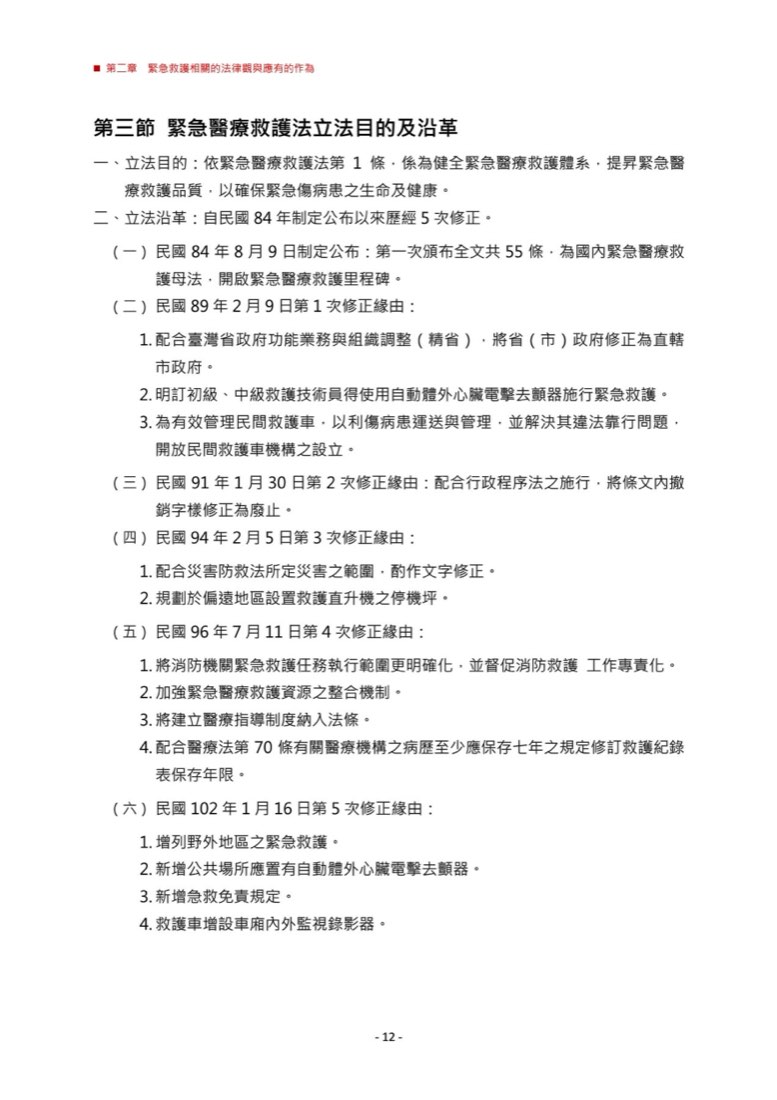 ■ 第二章 緊急救護相關的法律觀與應有的作為
第三節 緊急醫療救護法立法目的及沿革
一、立法目的：依緊急醫療救護法第 1 條，係為健全緊急醫療救護體系，提昇緊急醫
療救護品質，以確保緊急傷病患之生命及健康。
二、立法沿革：自民國 84 年制定公布以來歷經 5 次修正。
（一）民國 84 年 8 月 9 日制定公布：第一次頒布全文共 55 條，為國內緊急醫療救
護母法，開啟緊急醫療救護里程碑。
（二）民國 89 年 2 月 9 日第 1 次修正緣由：
1. 配合臺灣省政府功能業務與組織調整（精省），將省（市）政府修正為直轄
市政府。
2. 明訂初級、中級救護技術員得使用自動體外心臟電擊去顫器施行緊急救護。
3. 為有效管理民間救護車，以利傷病患運送與管理，並解決其違法靠行問題，
開放民間救護車機構之設立。
（三）民國 91 年 1 月 30 日第 2 次修正緣由：配合行政程序法之施行，將條文內撤
銷字樣修正為廢止。
（四）民國 94 年 2 月 5 日第 3 次修正緣由：
1. 配合災害防救法所定災害之範圍，酌作文字修正。
2. 規劃於偏遠地區設置救護直升機之停機坪。
（五）民國 96 年 7 月 11 日第 4 次修正緣由：
1. 將消防機關緊急救護任務執行範圍更明確化，並督促消防救護 工作專責化。
2. 加強緊急醫療救護資源之整合機制。
3. 將建立醫療指導制度納入法條。
4. 配合醫療法第 70 條有關醫療機構之病歷至少應保存七年之規定修訂救護紀錄
表保存年限。
（六）民國 102 年 1 月 16 日第 5 次修正緣由：
1. 增列野外地區之緊急救護。
2. 新增公共場所應置有自動體外心臟電擊去顫器。
3. 新增急救免責規定。
4. 救護車增設車廂內外監視錄影器。
- 12 -